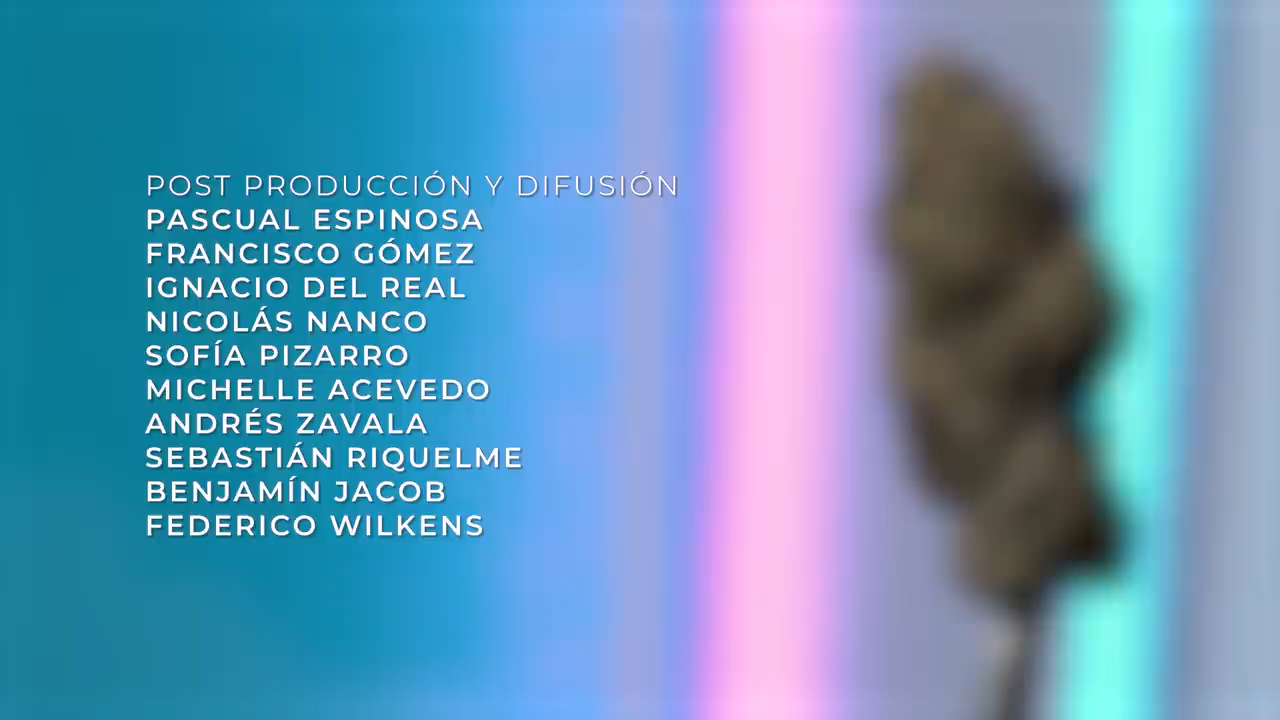 POST PRODUCCIÓN Y DIFUSIÓN
PASCUAL ESPINOSA
FRANCISCO GÓMEZ
IGNACIO DEL REAL
NICOLÁS NANCO
SOFÍA PIZARRO
MICHELLE ACEVEDO
ANDRÉS ZAVALA
SEBASTIÁN RIQUELME
BENJAMÍN JACOB
FEDERICO WILKENS